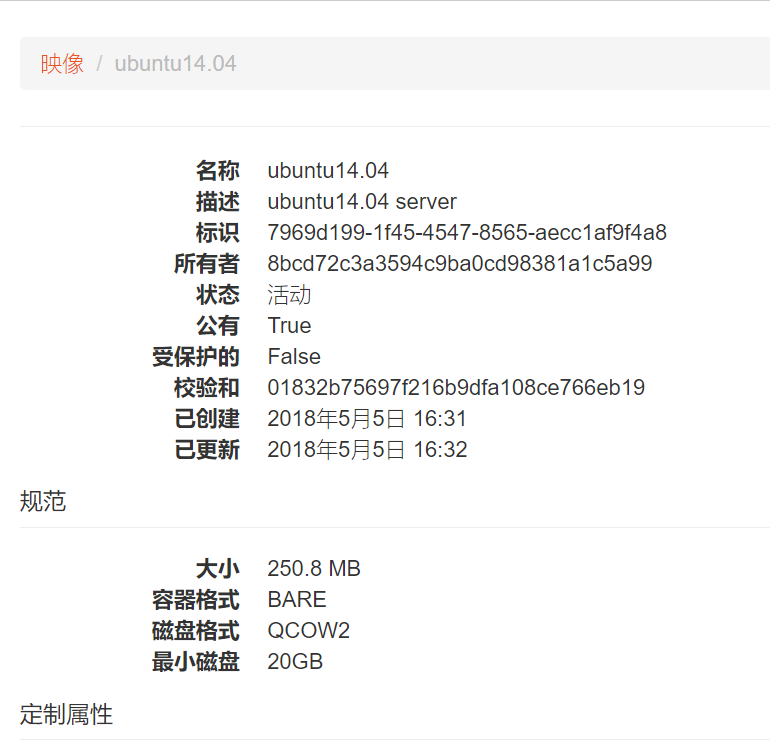 映像 / ubuntu14.04
名称 ubuntu14.04
描述 ubuntu14.04 server
标识 7969d199-1f45-4547-8565-aecc1af9f4a8
所有者 8bcd72c3a3594c9ba0cd98381a1c5a99
状态 活动
公有 True
受保护的 False
校验和 01832b75697f216b9dfa108ce766eb19
已创建 2018年5月5日 16:31
已更新 2018年5月5日 16:32
规范
大小 250.8 MB
容器格式 BARE
磁盘格式 QCOW2
最小磁盘 20GB
定制属性